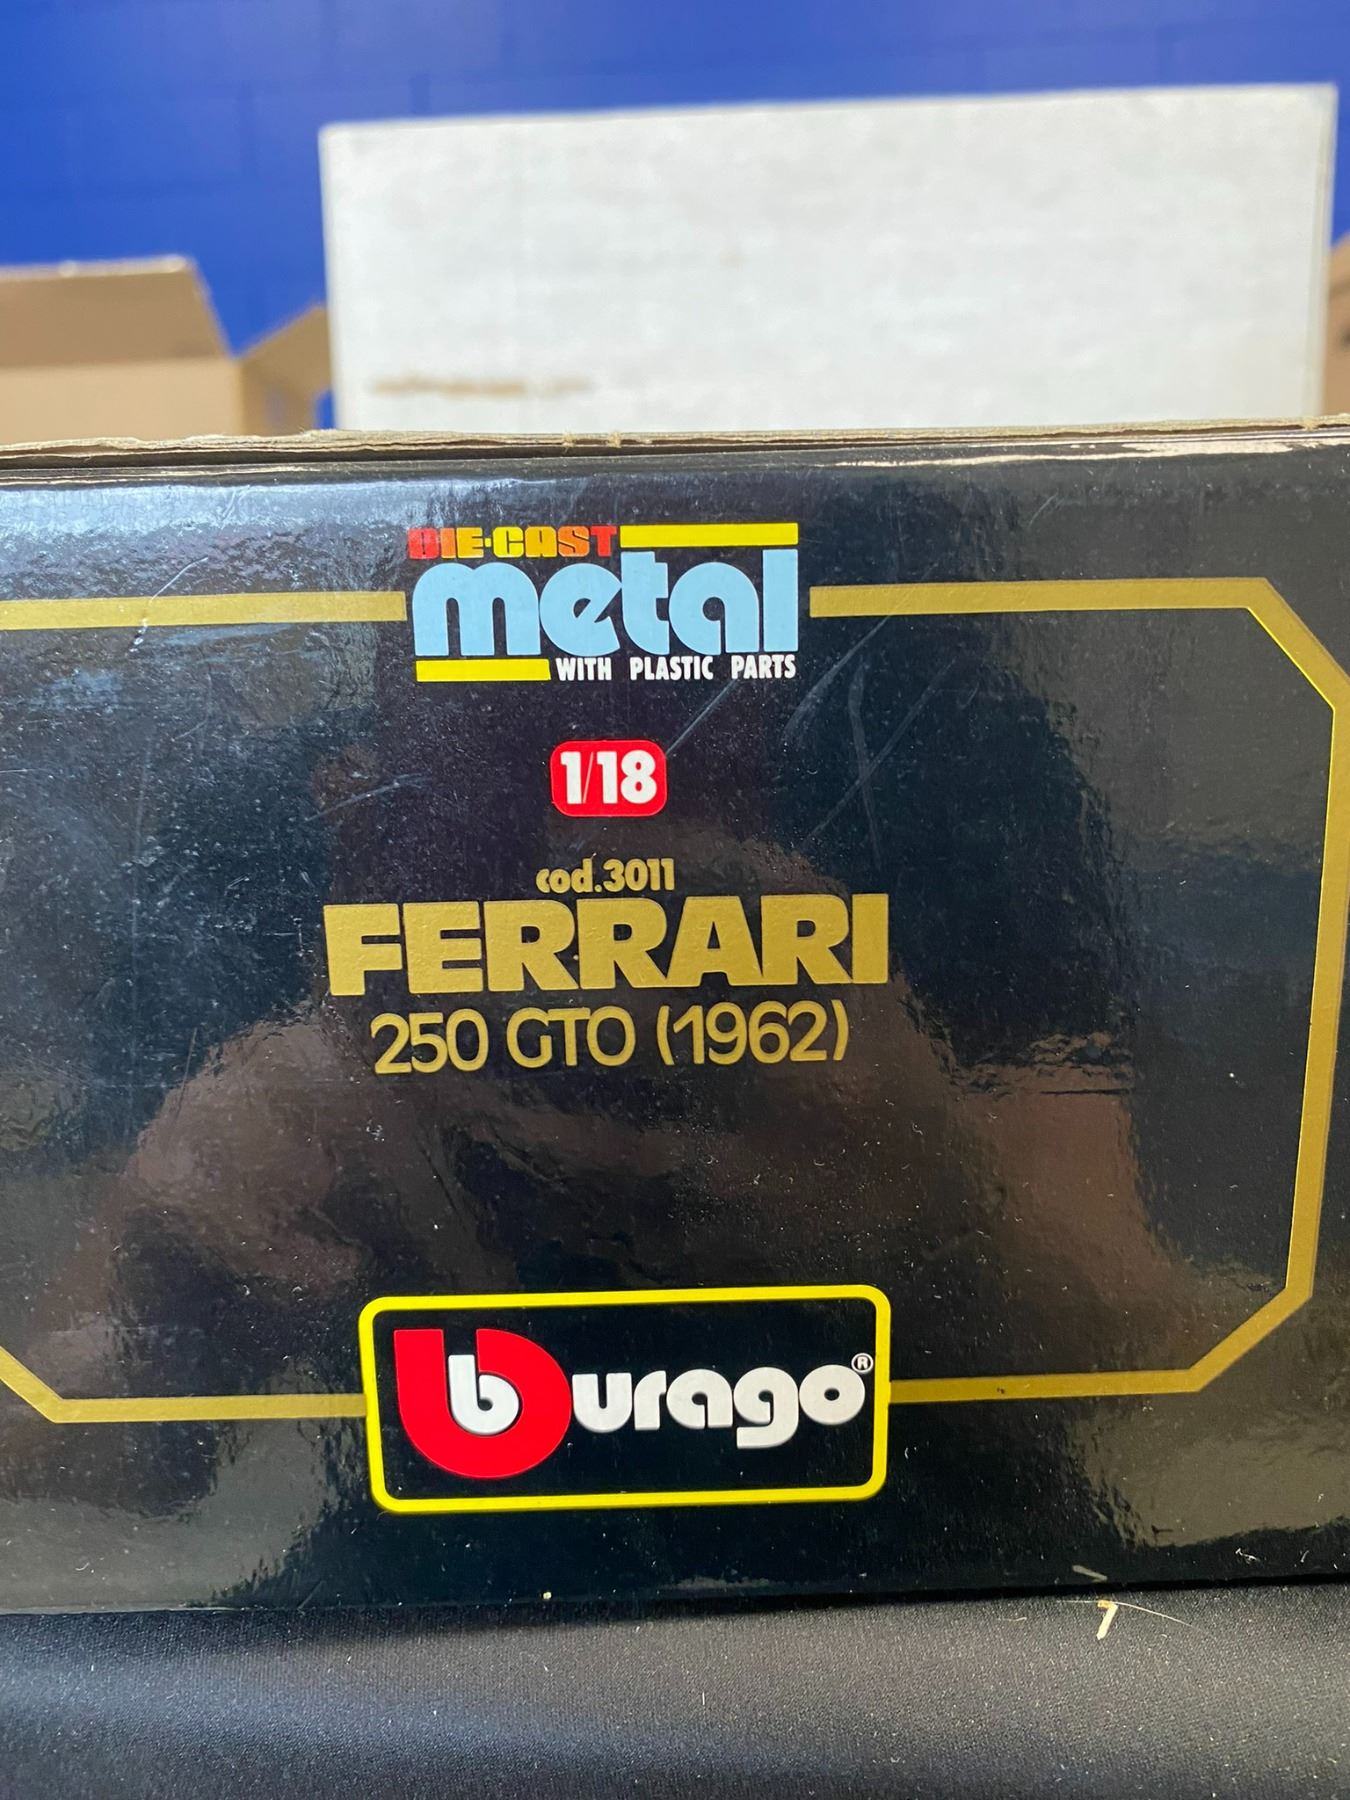 DIE-CAST
metal
WITH PLASTIC PARTS
1/18
cod.3011
FERRARI
250 GTO (1962)
burago®